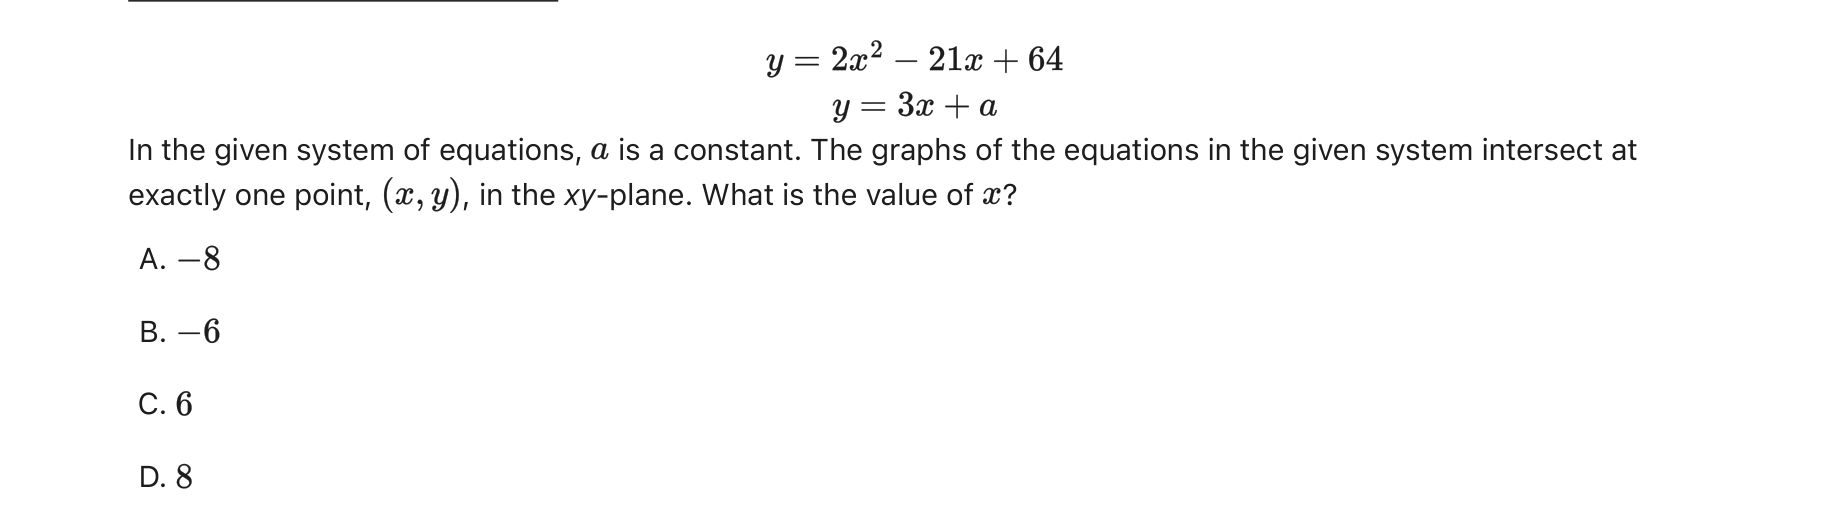 y = 2x² − 21x + 64
y = 3x + a
In the given system of equations, a is a constant. The graphs of the equations in the given system intersect at
exactly one point, (x, y), in the xy-plane. What is the value of x?
A. −8
B. −6
C. 6
D. 8